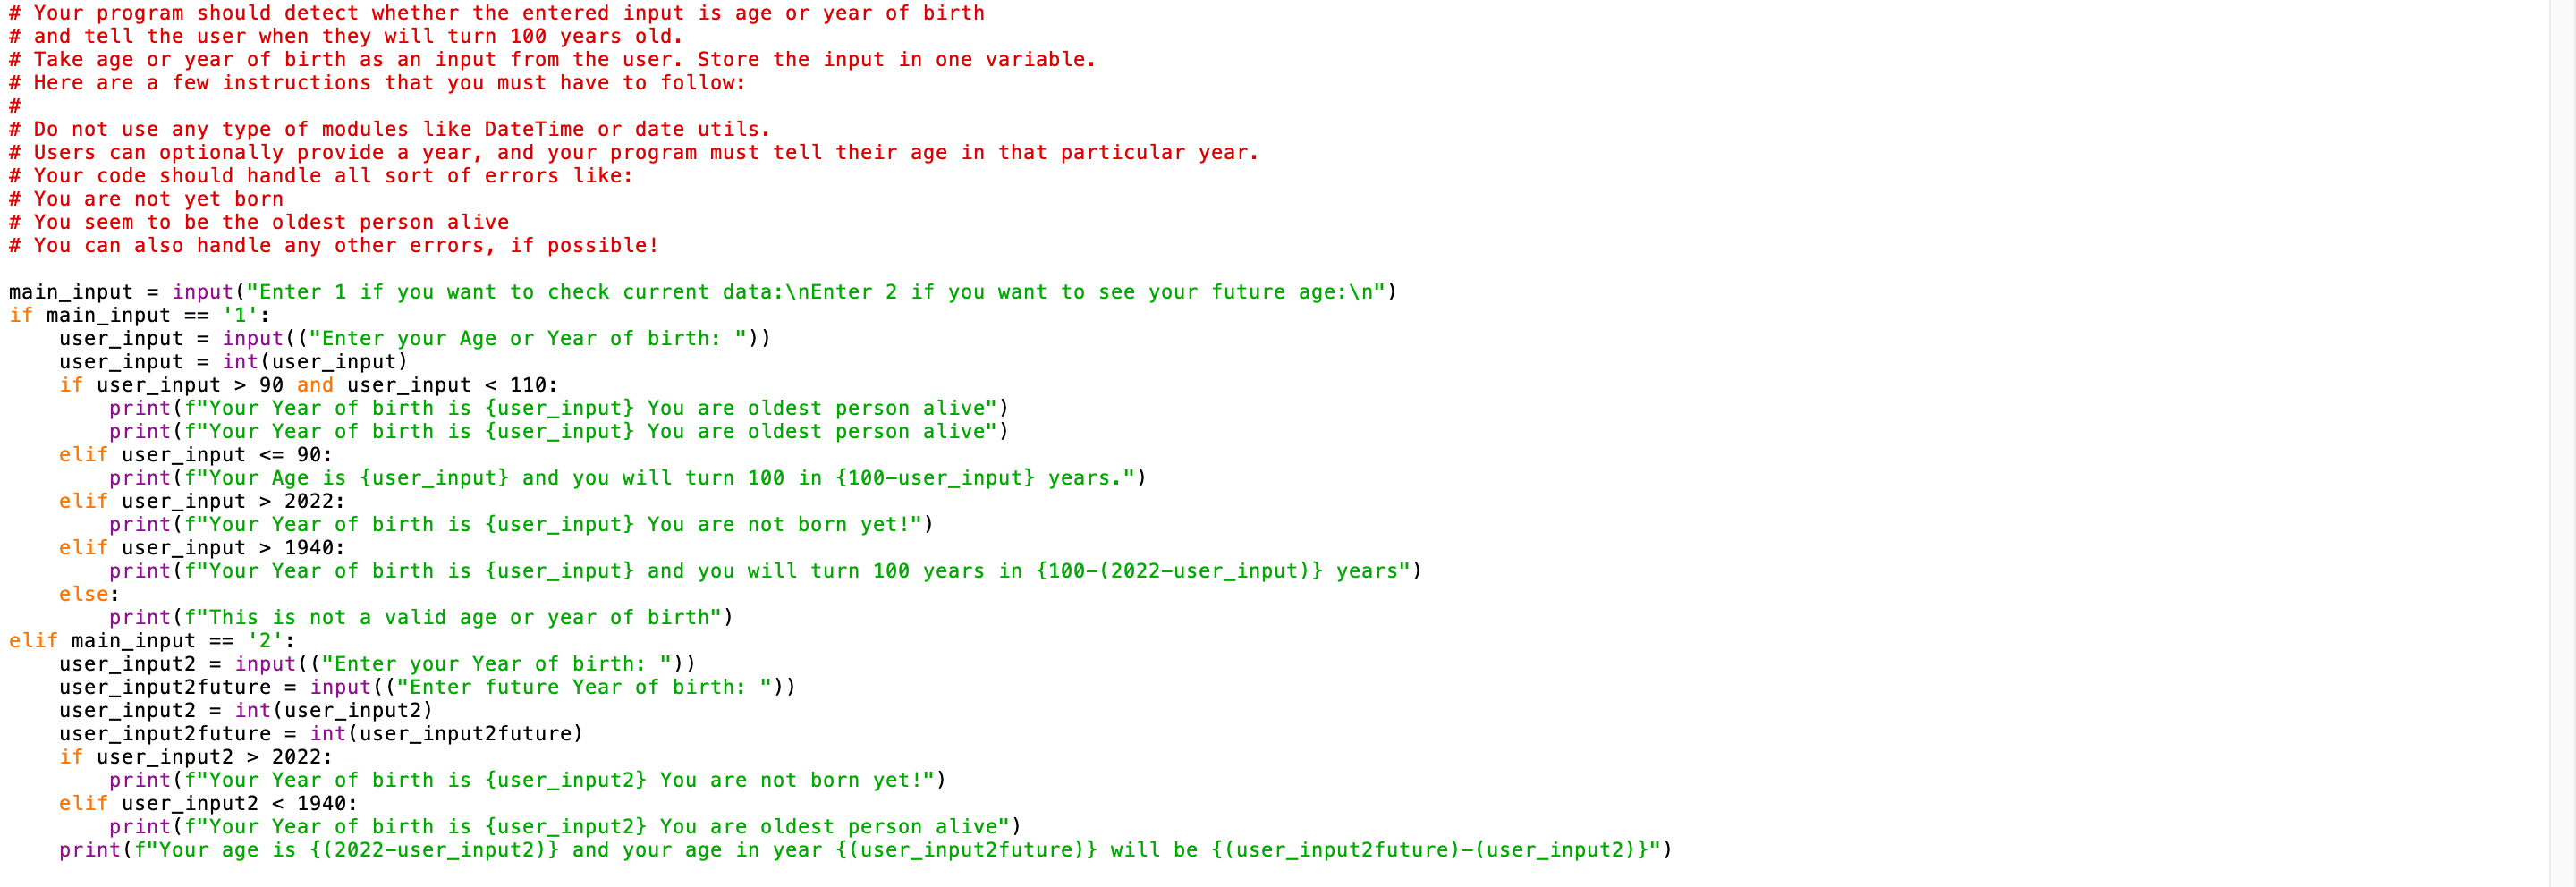 # Your program should detect whether the entered input is age or year of birth
# and tell the user when they will turn 100 years old.
# Take age or year of birth as an input from the user. Store the input in one variable.
# Here are a few instructions that you must have to follow:
#
# Do not use any type of modules like DateTime or date utils.
# Users can optionally provide a year, and your program must tell their age in that particular year.
# Your code should handle all sort of errors like:
# You are not yet born
# You seem to be the oldest person alive
# You can also handle any other errors, if possible!

main_input = input("Enter 1 if you want to check current data:\nEnter 2 if you want to see your future age:\n")
if main_input == '1':
    user_input = input(("Enter your Age or Year of birth: "))
    user_input = int(user_input)
    if user_input > 90 and user_input < 110:
        print(f"Your Year of birth is {user_input} You are oldest person alive")
        print(f"Your Year of birth is {user_input} You are oldest person alive")
    elif user_input <= 90:
        print(f"Your Age is {user_input} and you will turn 100 in {100-user_input} years.")
    elif user_input > 2022:
        print(f"Your Year of birth is {user_input} You are not born yet!")
    elif user_input > 1940:
        print(f"Your Year of birth is {user_input} and you will turn 100 years in {100-(2022-user_input)} years")
    else:
        print(f"This is not a valid age or year of birth")
elif main_input == '2':
    user_input2 = input(("Enter your Year of birth: "))
    user_input2future = input(("Enter future Year of birth: "))
    user_input2 = int(user_input2)
    user_input2future = int(user_input2future)
    if user_input2 > 2022:
        print(f"Your Year of birth is {user_input2} You are not born yet!")
    elif user_input2 < 1940:
        print(f"Your Year of birth is {user_input2} You are oldest person alive")
    print(f"Your age is {(2022-user_input2)} and your age in year {(user_input2future)} will be {(user_input2future)-(user_input2)}")